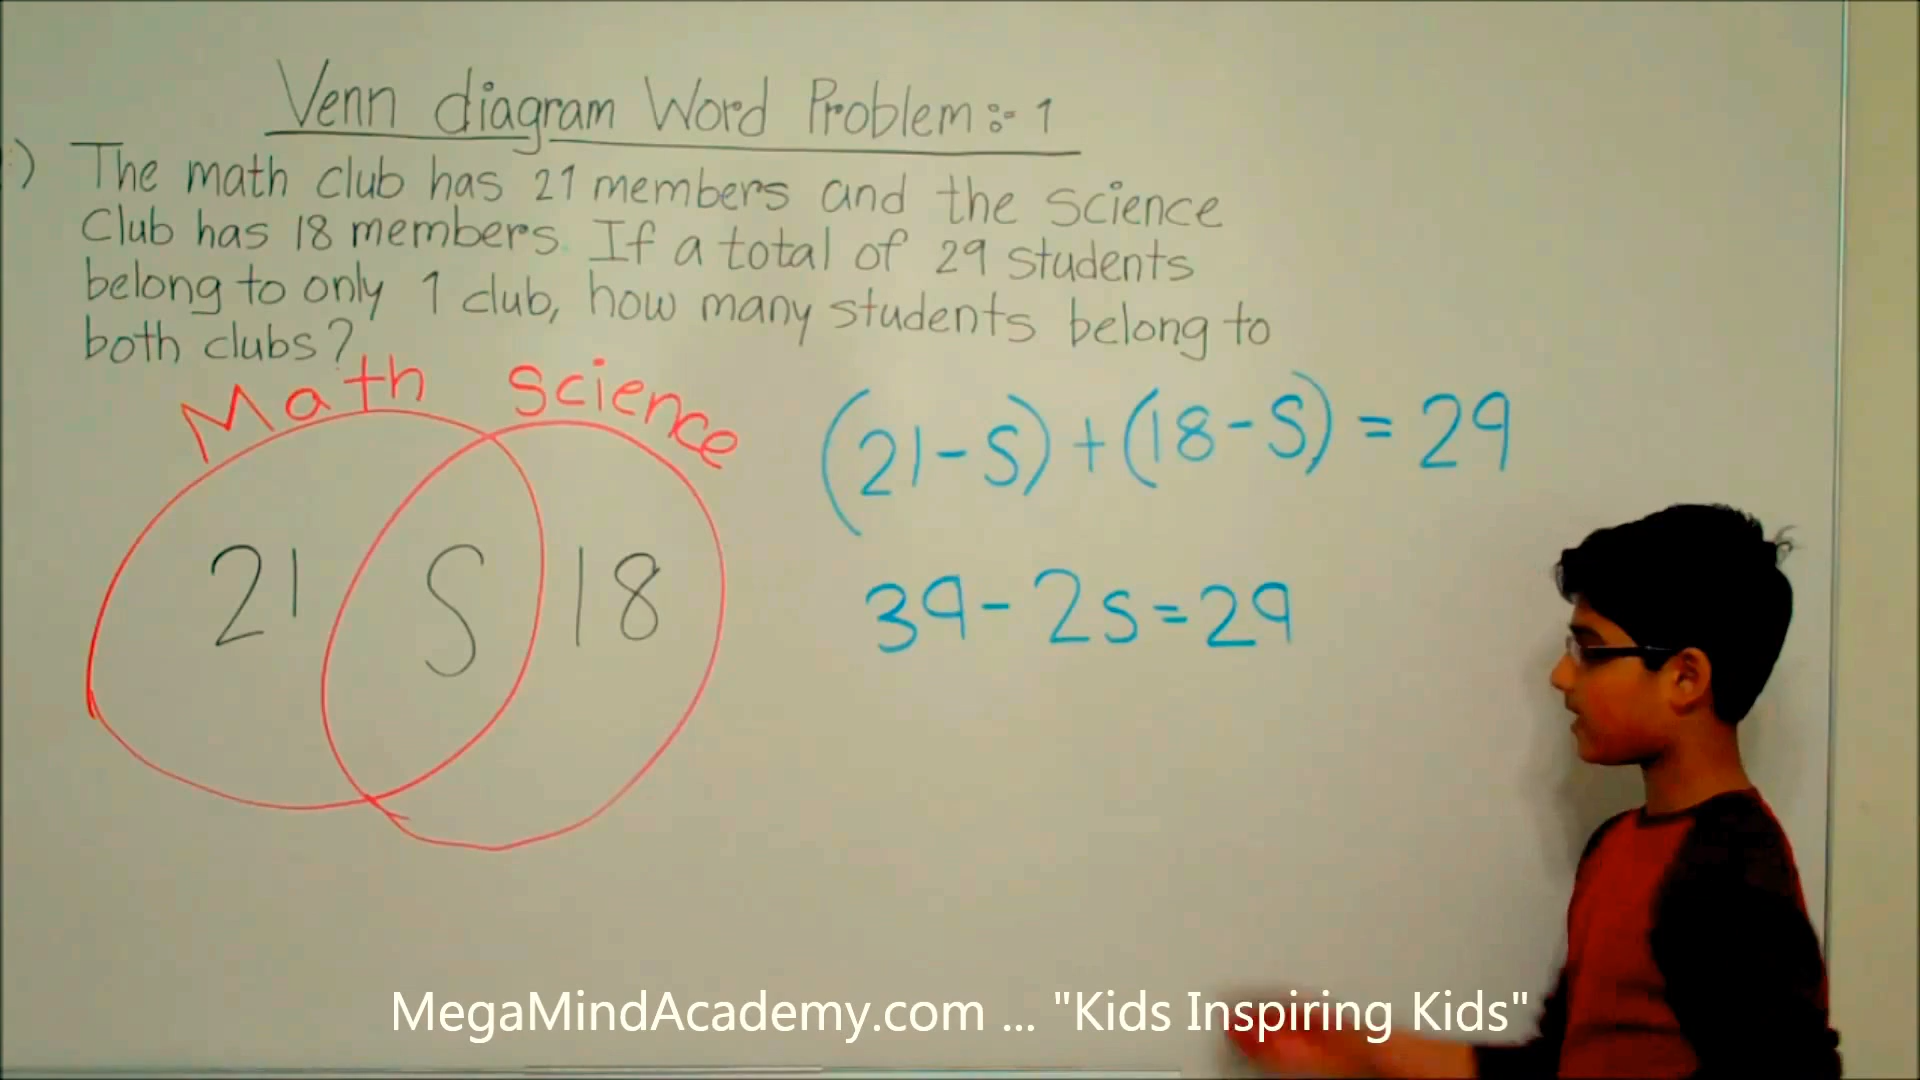 Venn diagram Word Problem:- 1
) The math club has 21 members and the science
Club has 18 members. If a total of 29 students
belong to only 1 club, how many students belong to
both clubs?
Math science
(21-S)+(18-S)=29
21 S 18
39-2s=29
MegaMindAcademy.com ... "Kids Inspiring Kids"